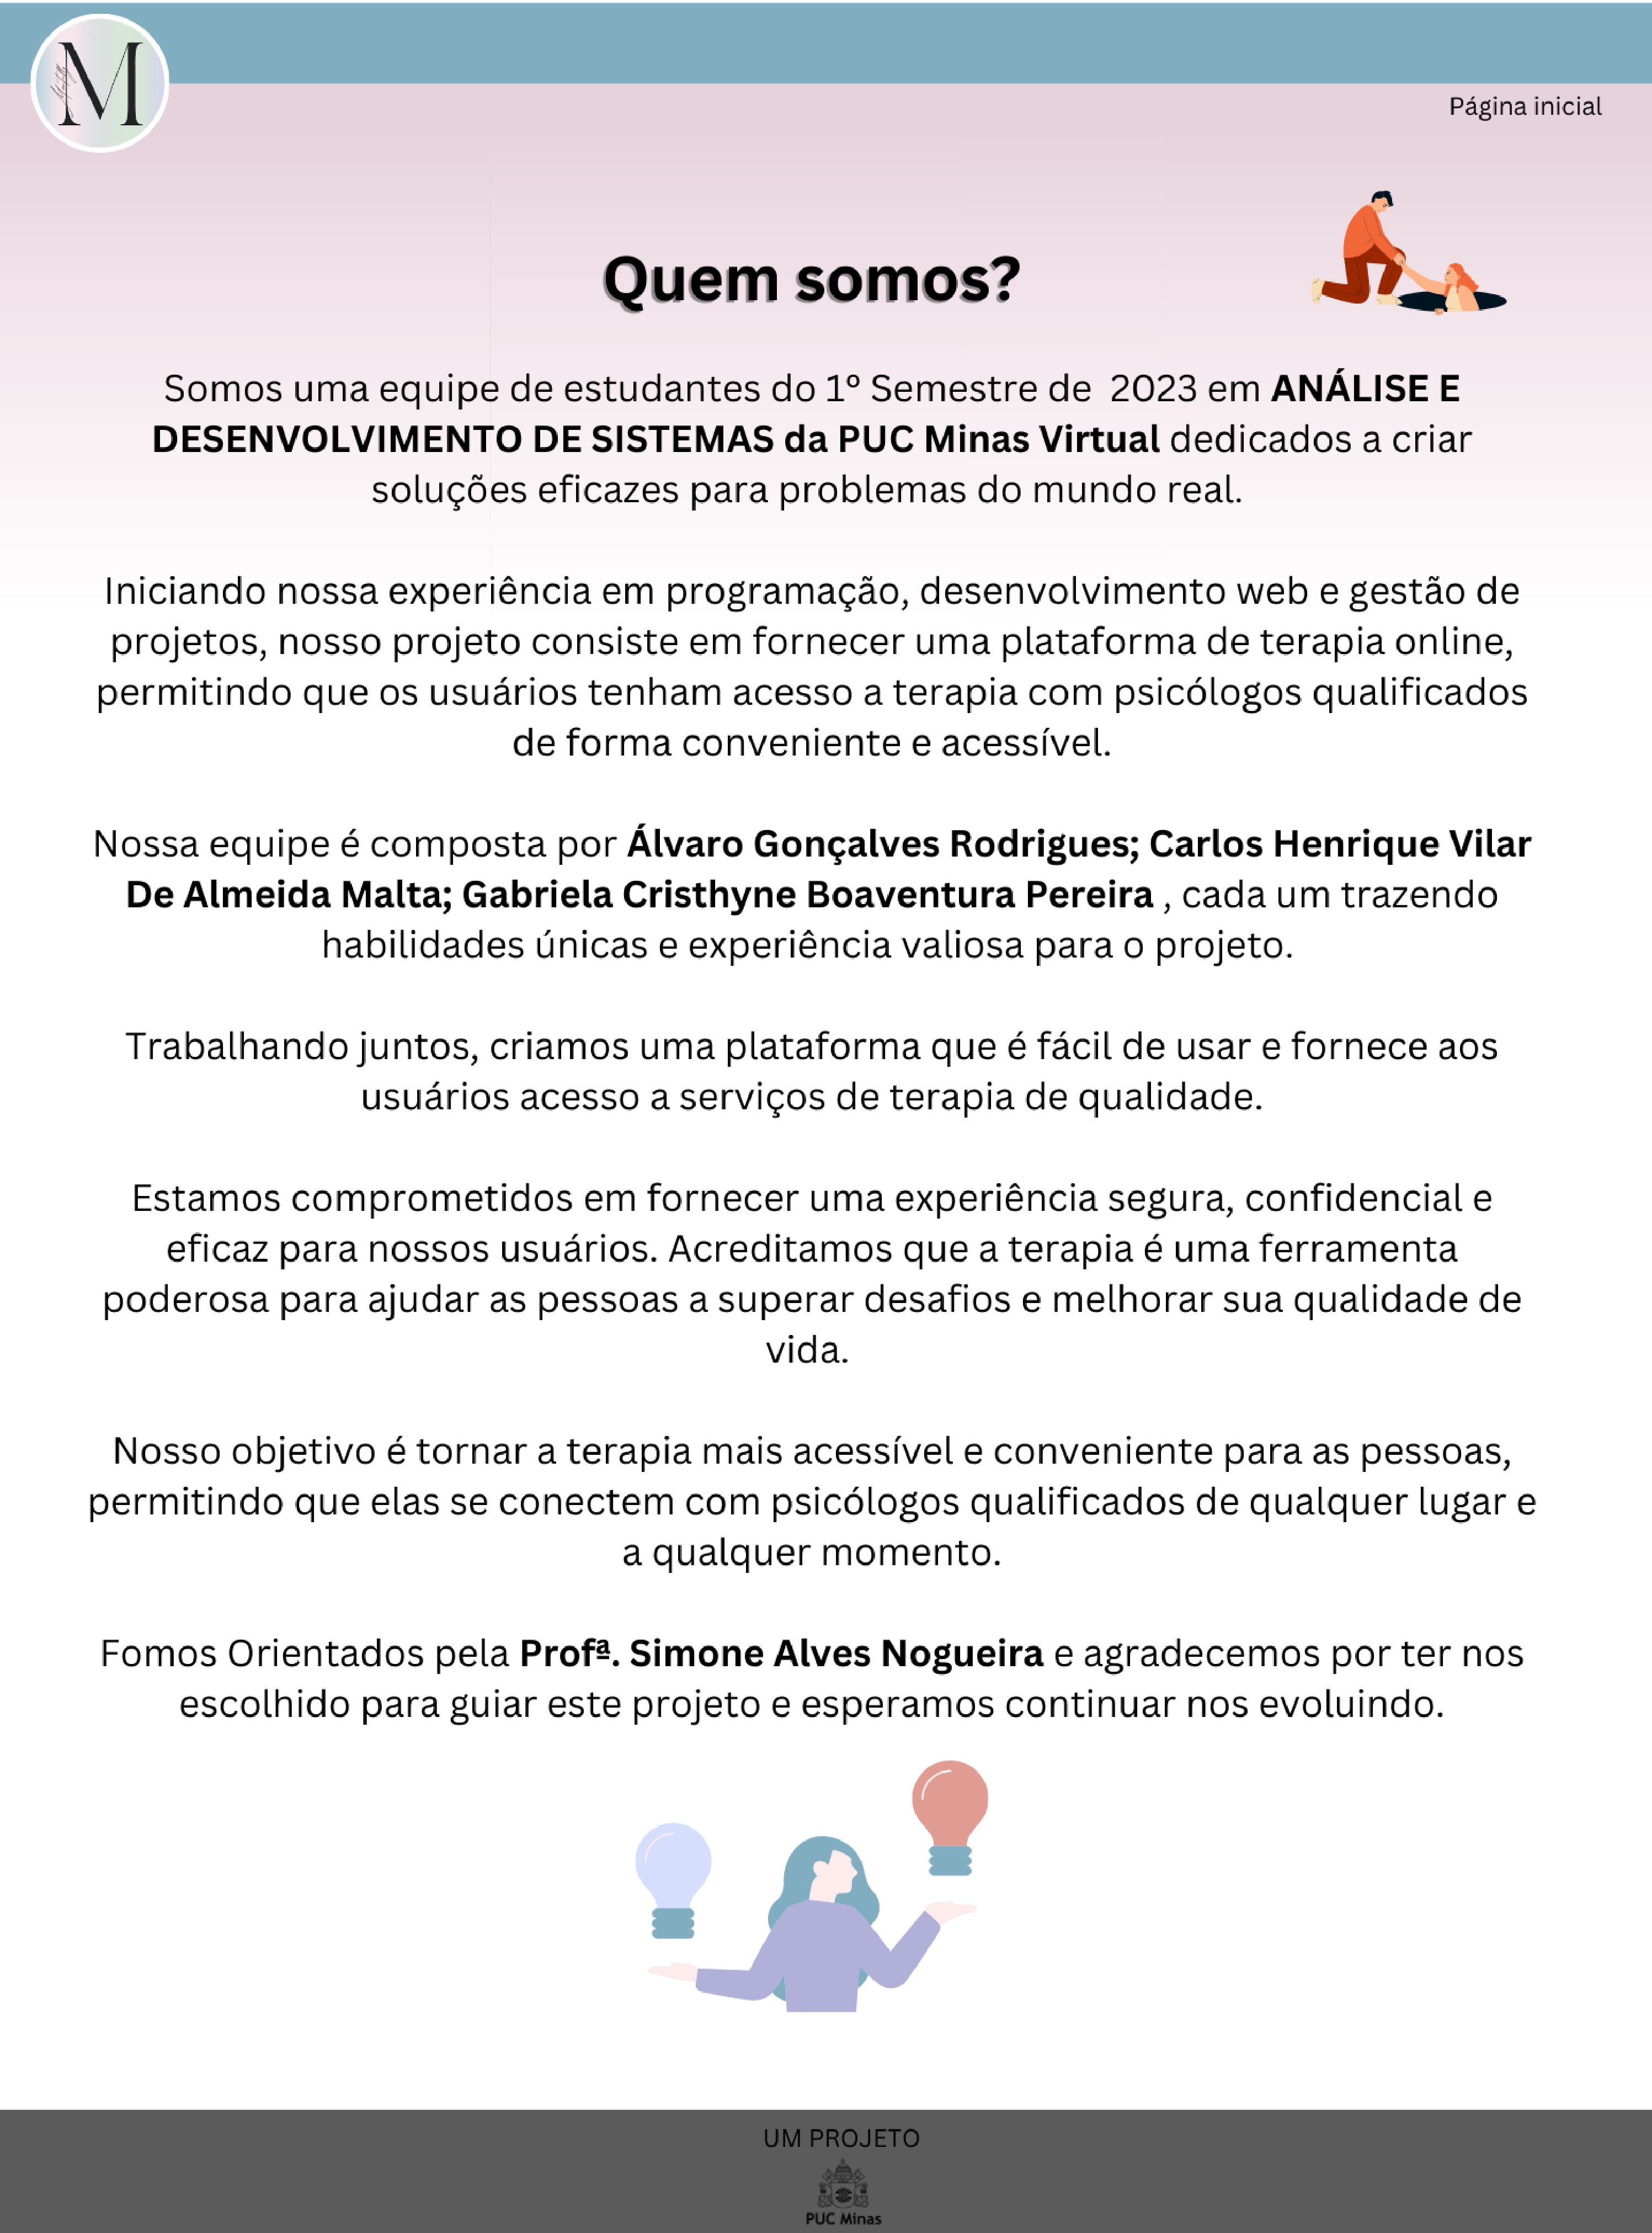 M
Página inicial
Quem somos?
Somos uma equipe de estudantes do 1º Semestre de  2023 em ANÁLISE E
DESENVOLVIMENTO DE SISTEMAS da PUC Minas Virtual dedicados a criar
soluções eficazes para problemas do mundo real.
Iniciando nossa experiência em programação, desenvolvimento web e gestão de
projetos, nosso projeto consiste em fornecer uma plataforma de terapia online,
permitindo que os usuários tenham acesso a terapia com psicólogos qualificados
de forma conveniente e acessível.
Nossa equipe é composta por Álvaro Gonçalves Rodrigues; Carlos Henrique Vilar
De Almeida Malta; Gabriela Cristhyne Boaventura Pereira , cada um trazendo
habilidades únicas e experiência valiosa para o projeto.
Trabalhando juntos, criamos uma plataforma que é fácil de usar e fornece aos
usuários acesso a serviços de terapia de qualidade.
Estamos comprometidos em fornecer uma experiência segura, confidencial e
eficaz para nossos usuários. Acreditamos que a terapia é uma ferramenta
poderosa para ajudar as pessoas a superar desafios e melhorar sua qualidade de
vida.
Nosso objetivo é tornar a terapia mais acessível e conveniente para as pessoas,
permitindo que elas se conectem com psicólogos qualificados de qualquer lugar e
a qualquer momento.
Fomos Orientados pela Profª. Simone Alves Nogueira e agradecemos por ter nos
escolhido para guiar este projeto e esperamos continuar nos evoluindo.
UM PROJETO
PUC Minas